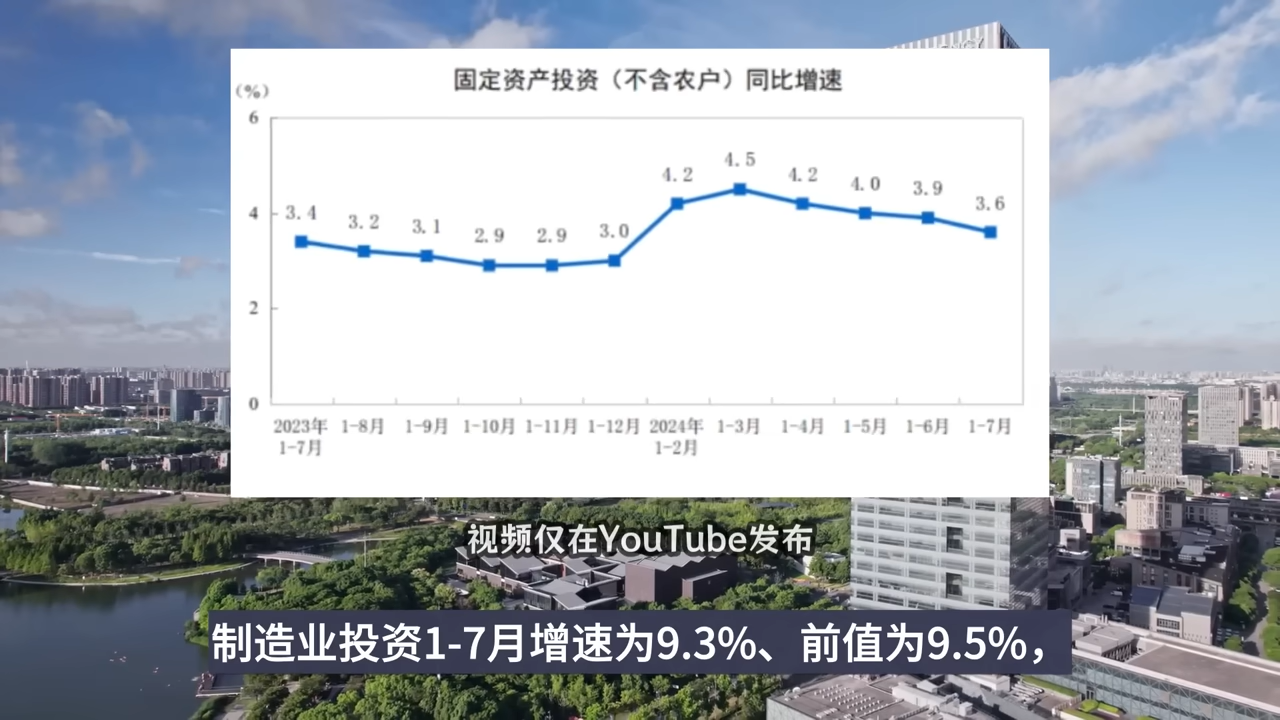 固定资产投资（不含农户）同比增速
(%)
6
4
2
0
3.4 3.2 3.1 2.9 2.9 3.0 4.2 4.5 4.2 4.0 3.9 3.6
2023年 1-8月 1-9月 1-10月 1-11月 1-12月 2024年 1-3月 1-4月 1-5月 1-6月 1-7月
1-7月 1-2月
视频仅在YouTube发布
制造业投资1-7月增速为9.3%、前值为9.5%，